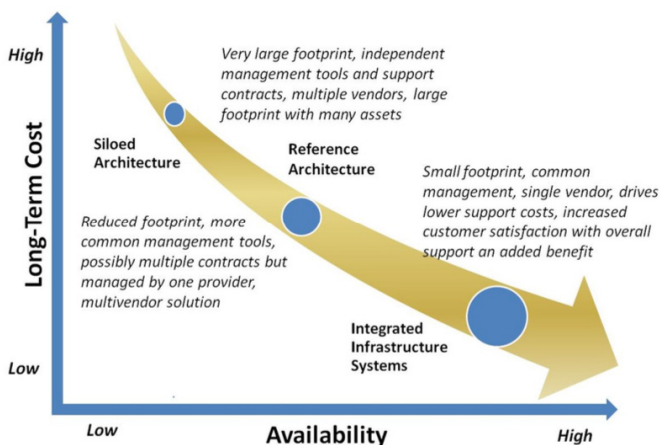 High
Long-Term Cost
Low
Very large footprint, independent
management tools and support
contracts, multiple vendors, large
footprint with many assets
Siloed
Architecture
Reference
Architecture
Reduced footprint, more
common management tools,
possibly multiple contracts but
managed by one provider,
multivendor solution
Small footprint, common
management, single vendor, drives
lower support costs, increased
customer satisfaction with overall
support an added benefit
Integrated
Infrastructure
Systems
Low
Availability
High